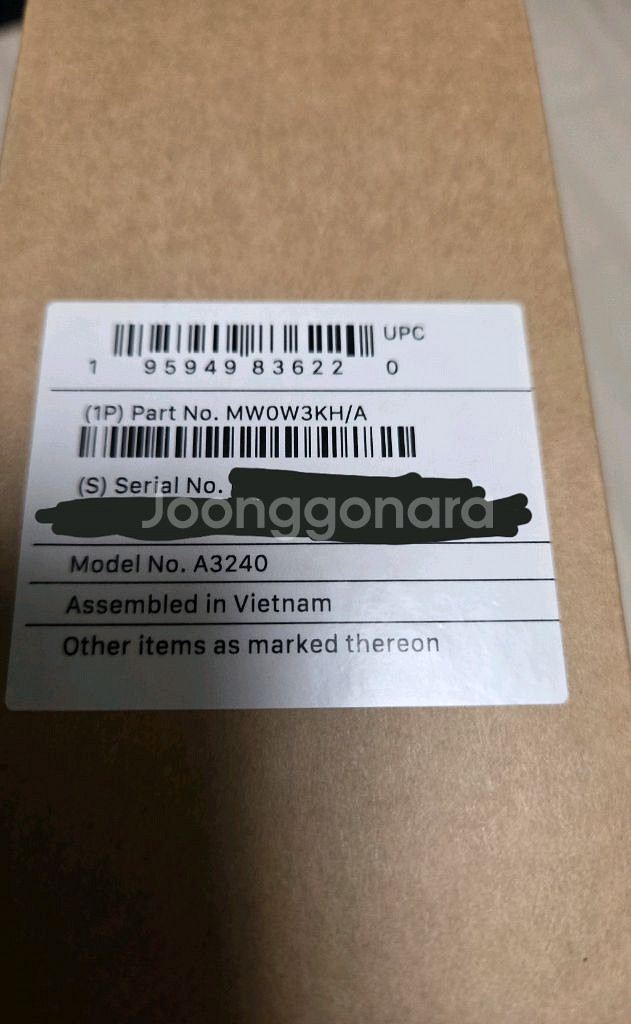 UPC
1 95949 83622 0
(1P) Part No. MW0W3KH/A
(S) Serial No.
Joonggonara
Model No. A3240
Assembled in Vietnam
Other items as marked thereon